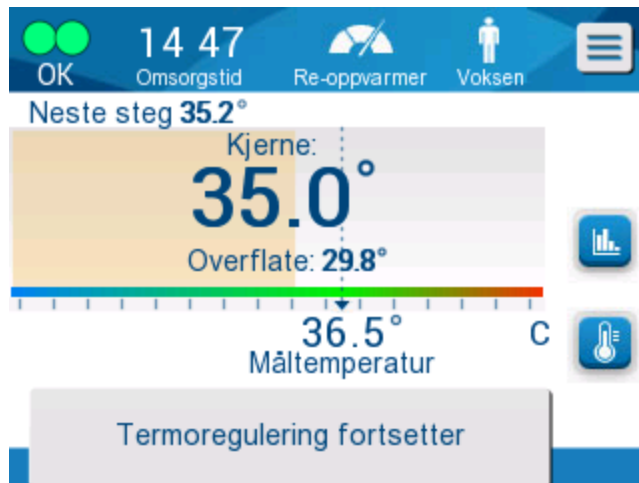 14 47
OK Omsorgstid Re-oppvarmer Voksen
Neste steg 35.2°
Kjerne:
35.0°
Overflate: 29.8°
36.5° C
Måltemperatur
Termoregulering fortsetter